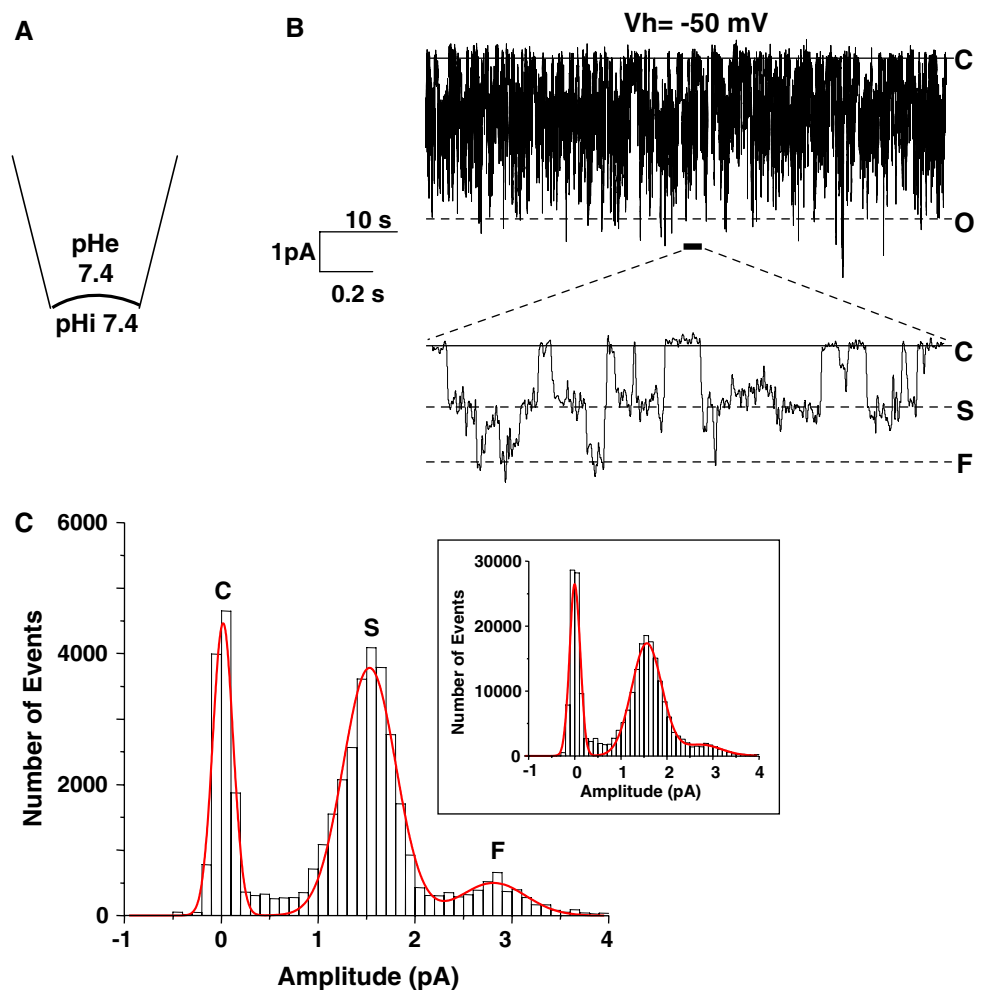 A
pHe
7.4
pHi 7.4
B
Vh= -50 mV
C
O
10 s
1pA
0.2 s
C
S
F
C
6000
4000
2000
0
Number of Events
C
S
F
-1
0
1
2
3
4
Amplitude (pA)
30000
20000
10000
0
Number of Events
-1
0
1
2
3
4
Amplitude (pA)